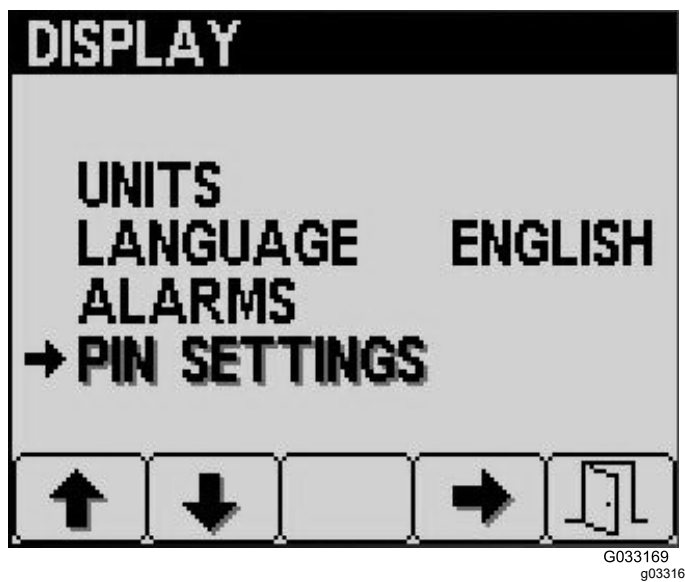 DISPLAY
UNITS
LANGUAGE ENGLISH
ALARMS
PIN SETTINGS
G033169
g03316